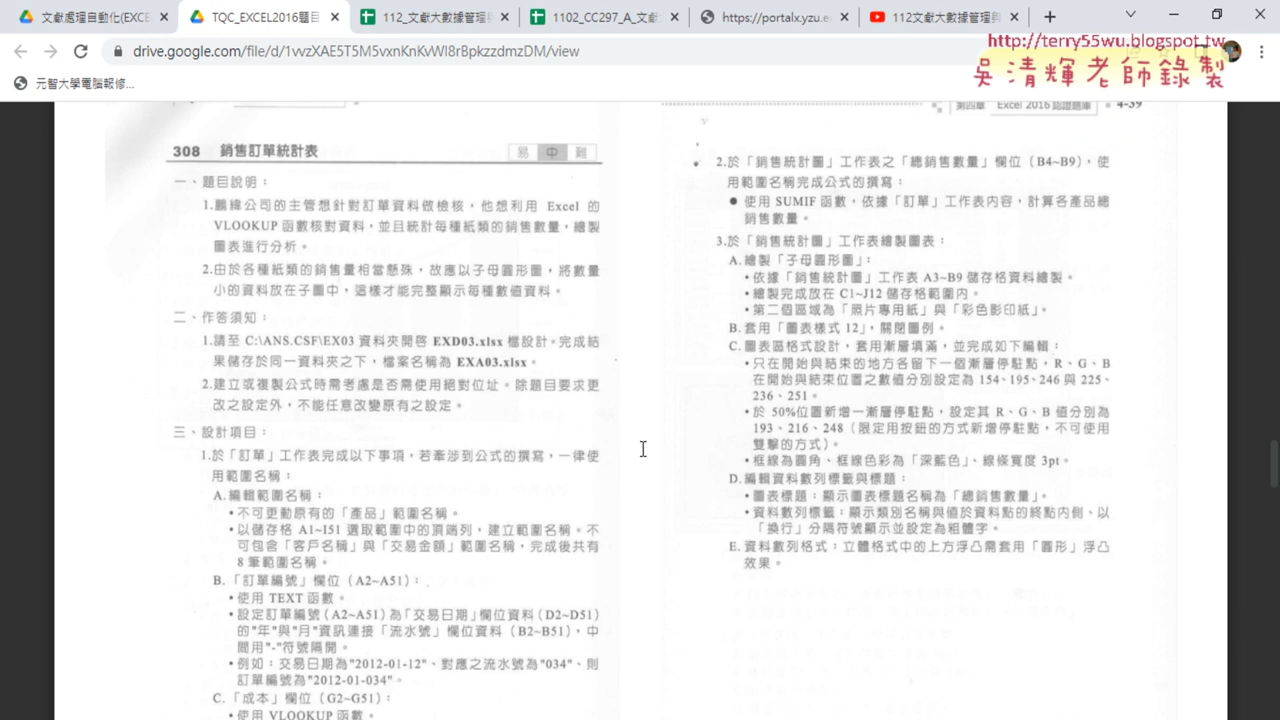 文獻處理自動化(EXCE
TQC_EXCEL2016題目
112_文獻大數據管理
1102_CC297_A_文獻
https://portalx.yzu.e
112文獻大數據管理與
drive.google.com/file/d/1vvzXAE5T5M5vxnKnKvWl8rBpkzzdmzDM/view
http://terry55wu.blogspot.tw
吳清輝老師錄製
元智大學電腦報修...
第四章 Excel 2016 認證題庫 4-39
308 銷售訂單統計表 易 中 難
一、題目說明：
1.鵬緯公司的主管想針對訂單資料做檢核，他想利用 Excel 的
VLOOKUP 函數核對資料，並且統計每種紙類的銷售數量，繪製
圖表進行分析。
2.由於各種紙類的銷售量相當懸殊，故應以子母圓形圖，將數量
小的資料放在子圖中，這樣才能完整顯示每種數值資料。
二、作答須知：
1.請至 C:\ANS.CSF\EX03 資料夾開啓 EXD03.xlsx 檔設計。完成結
果儲存於同一資料夾之下，檔案名稱為 EXA03.xlsx。
2.建立或複製公式時需考慮是否需使用絕對位址。除題目要求更
改之設定外，不能任意改變原有之設定。
三、設計項目：
1.於「訂單」工作表完成以下事項，若牽涉到公式的撰寫，一律使
用範圍名稱：
A.編輯範圍名稱：
•不可更動原有的「產品」範圍名稱。
•以儲存格 A1~I51 選取範圍中的頂端列，建立範圍名稱。不
可包含「客戶名稱」與「交易金額」範圍名稱，完成後共有
8 筆範圍名稱。
B.「訂單編號」欄位（A2~A51）：
•使用 TEXT 函數。
•設定訂單編號（A2~A51）為「交易日期」欄位資料（D2~D51）
的"年"與"月"資訊連接「流水號」欄位資料（B2~B51），中
間用"-"符號隔開。
•例如：交易日期為"2012-01-12"、對應之流水號為"034"、則
訂單編號為"2012-01-034"。
C.「成本」欄位（G2~G51）：
•使用 VLOOKUP 函數。
2.於「銷售統計圖」工作表之「總銷售數量」欄位（B4~B9），使
用範圍名稱完成公式的撰寫：
● 使用 SUMIF 函數，依據「訂單」工作表內容，計算各產品總
銷售數量。
3.於「銷售統計圖」工作表繪製圖表：
A.繪製「子母圓形圖」：
•依據「銷售統計圖」工作表 A3~B9 儲存格資料繪製。
•繪製完成放在 C1~J12 儲存格範圍內。
•第二個區域為「照片專用紙」與「彩色影印紙」。
B.套用「圖表樣式 12」，關閉圖例。
C.圖表區格式設計，套用漸層填滿，並完成如下編輯：
•只在開始與結束的地方各留下一個漸層停駐點，R、G、B
在開始與結束位置之數值分別設定為 154、195、246 與 225、
236、251。
•於 50%位置新增一漸層停駐點，設定其 R、G、B 值分別為
193、216、248（限定用按鈕的方式新增停駐點，不可使用
雙擊的方式）。
•框線為圓角、框線色彩為「深藍色」、線條寬度 3pt。
D.編輯資料數列標籤與標題：
•圖表標題：顯示圖表標題名稱為「總銷售數量」。
•資料數列標籤：顯示類別名稱與值於資料點的終點內側、以
「換行」分隔符號顯示並設定為粗體字。
E.資料數列格式：立體格式中的上方浮凸需套用「圓形」浮凸
效果。